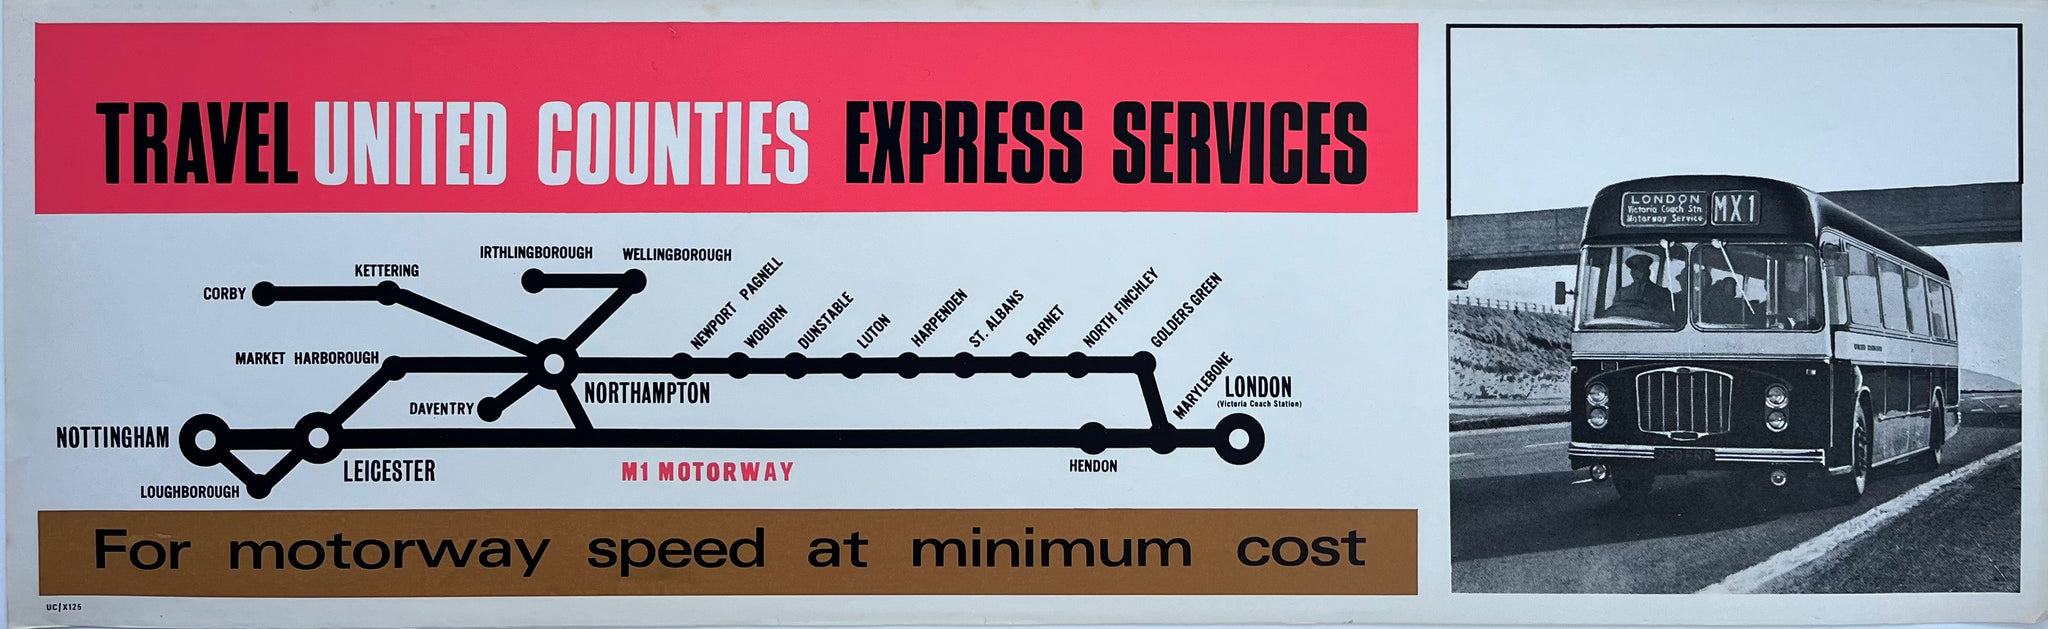 TRAVEL UNITED COUNTIES EXPRESS SERVICES
IRTHLINGBOROUGH
WELLINGBOROUGH
KETTERING
CORBY
NEWPORT PAGNELL
WOBURN
DUNSTABLE
LUTON
HARPENDEN
ST. ALBANS
BARNET
NORTH FINCHLEY
GOLDERS GREEN
MARKET HARBOROUGH
NORTHAMPTON
MARYLEBONE
LONDON
(Victoria Coach Station)
DAVENTRY
NOTTINGHAM
LEICESTER
M1 MOTORWAY
HENDON
LOUGHBOROUGH
For motorway speed at minimum cost
UC/X125
LONDON
Victoria Coach Stn
Motorway Service
MX1